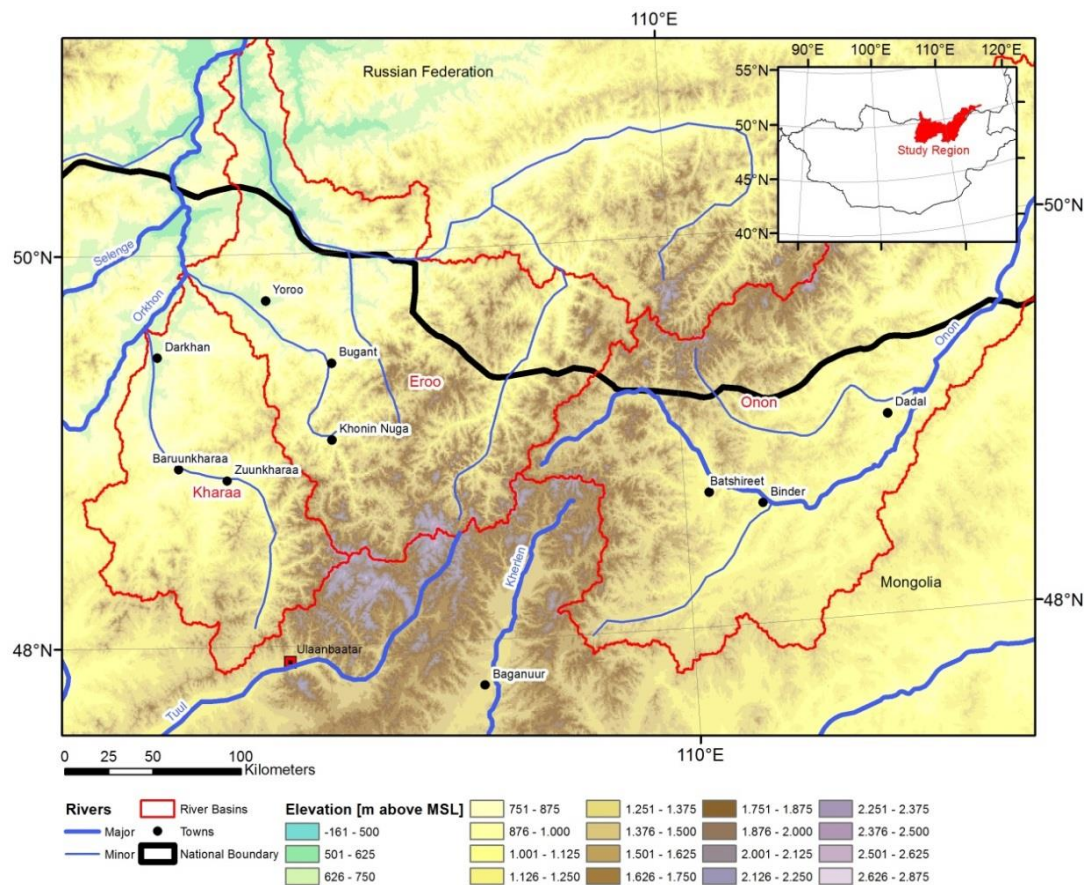 110°E
Russian Federation
90°E 100°E 110°E 120°E
55°N
50°N
45°N
40°N
Study Region
50°N
50°N
Selenge
Orkhon
Yoroo
Darkhan
Bugant
Eroo
Onon
Onon
Dadal
Khonin Nuga
Baruunkharaa
Zuunkharaa
Kharaa
Batshireet
Binder
Kherlen
Mongolia
48°N
48°N
Ulaanbaatar
Baganuur
Tuul
110°E
0 25 50 100
Kilometers
Rivers
Major
Minor
River Basins
Towns
National Boundary
Elevation [m above MSL]
-161 - 500
501 - 625
626 - 750
751 - 875
876 - 1.000
1.001 - 1.125
1.126 - 1.250
1.251 - 1.375
1.376 - 1.500
1.501 - 1.625
1.626 - 1.750
1.751 - 1.875
1.876 - 2.000
2.001 - 2.125
2.126 - 2.250
2.251 - 2.375
2.376 - 2.500
2.501 - 2.625
2.626 - 2.875